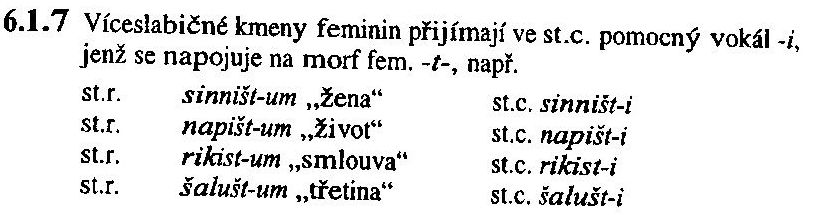 6.1.7 Víceslabičné kmeny feminin přijímají ve st.c. pomocný vokál -i,
jenž se napojuje na morf fem. -t-, např.
st.r. sinništ-um „žena“ st.c. sinništ-i
st.r. napišt-um „život“ st.c. napišt-i
st.r. rikist-um „smlouva“ st.c. rikist-i
st.r. šalušt-um „třetina“ st.c. šalušt-i